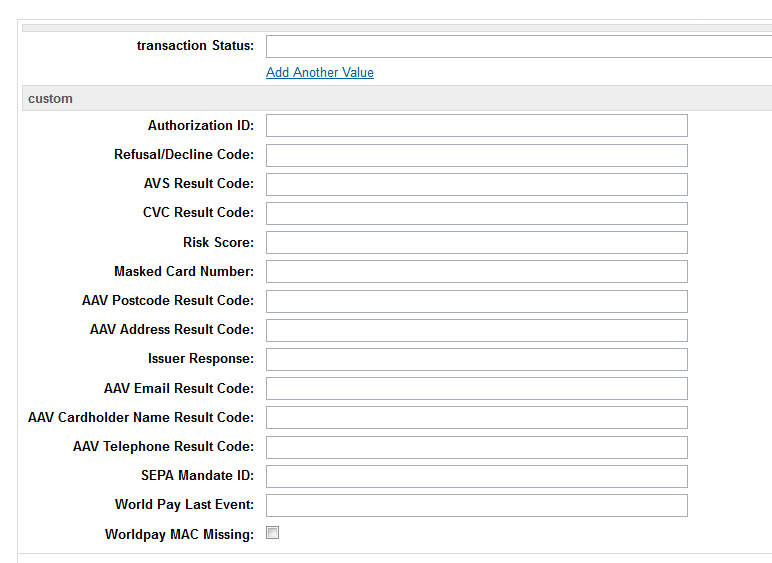 transaction Status:
Add Another Value
custom
Authorization ID:
Refusal/Decline Code:
AVS Result Code:
CVC Result Code:
Risk Score:
Masked Card Number:
AAV Postcode Result Code:
AAV Address Result Code:
Issuer Response:
AAV Email Result Code:
AAV Cardholder Name Result Code:
AAV Telephone Result Code:
SEPA Mandate ID:
World Pay Last Event:
Worldpay MAC Missing: